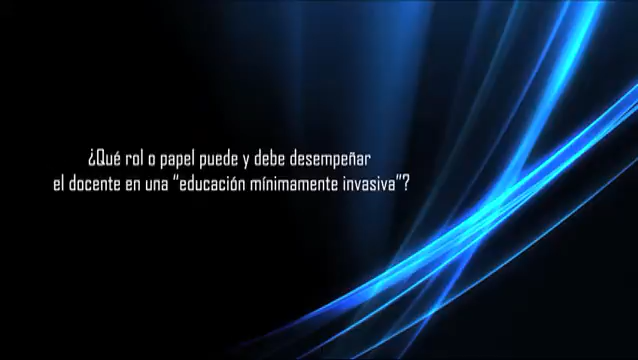 ¿Qué rol o papel puede y debe desempeñar
el docente en una “educación mínimamente invasiva”?